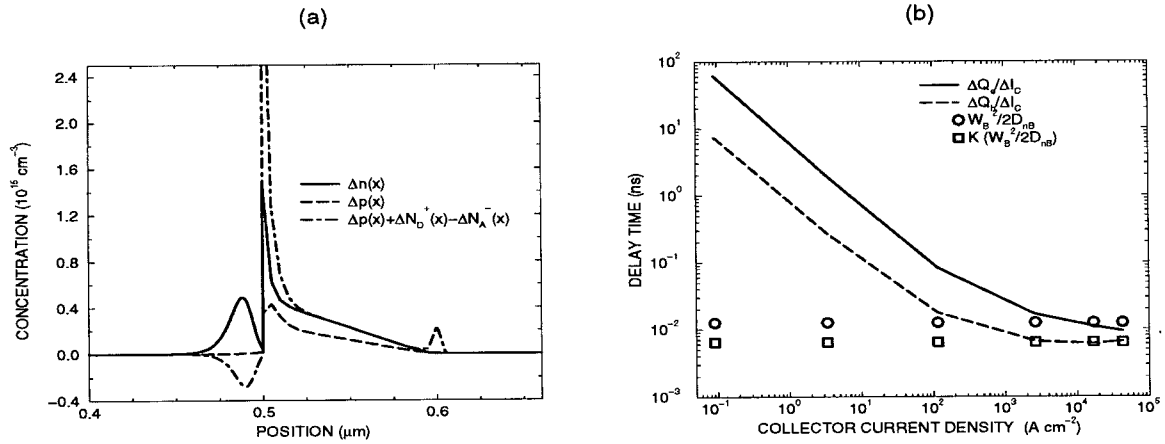 (a)
2.4
2.0
1.6
1.2
0.8
0.4
0.0
−0.4
CONCENTRATION (10¹⁵ cm⁻³)
Δn(x)
Δp(x)
Δp(x)+ΔN_D⁺(x)−ΔN_A⁻(x)
0.4
0.5
0.6
POSITION (μm)
(b)
10²
10¹
10⁰
10⁻¹
10⁻²
10⁻³
DELAY TIME (ns)
ΔQ_e/ΔI_C
ΔQ_h/ΔI_C
W_B²/2D_nB
K (W_B²/2D_nB)
10⁻¹
10⁰
10¹
10²
10³
10⁴
10⁵
COLLECTOR CURRENT DENSITY (A cm⁻²)